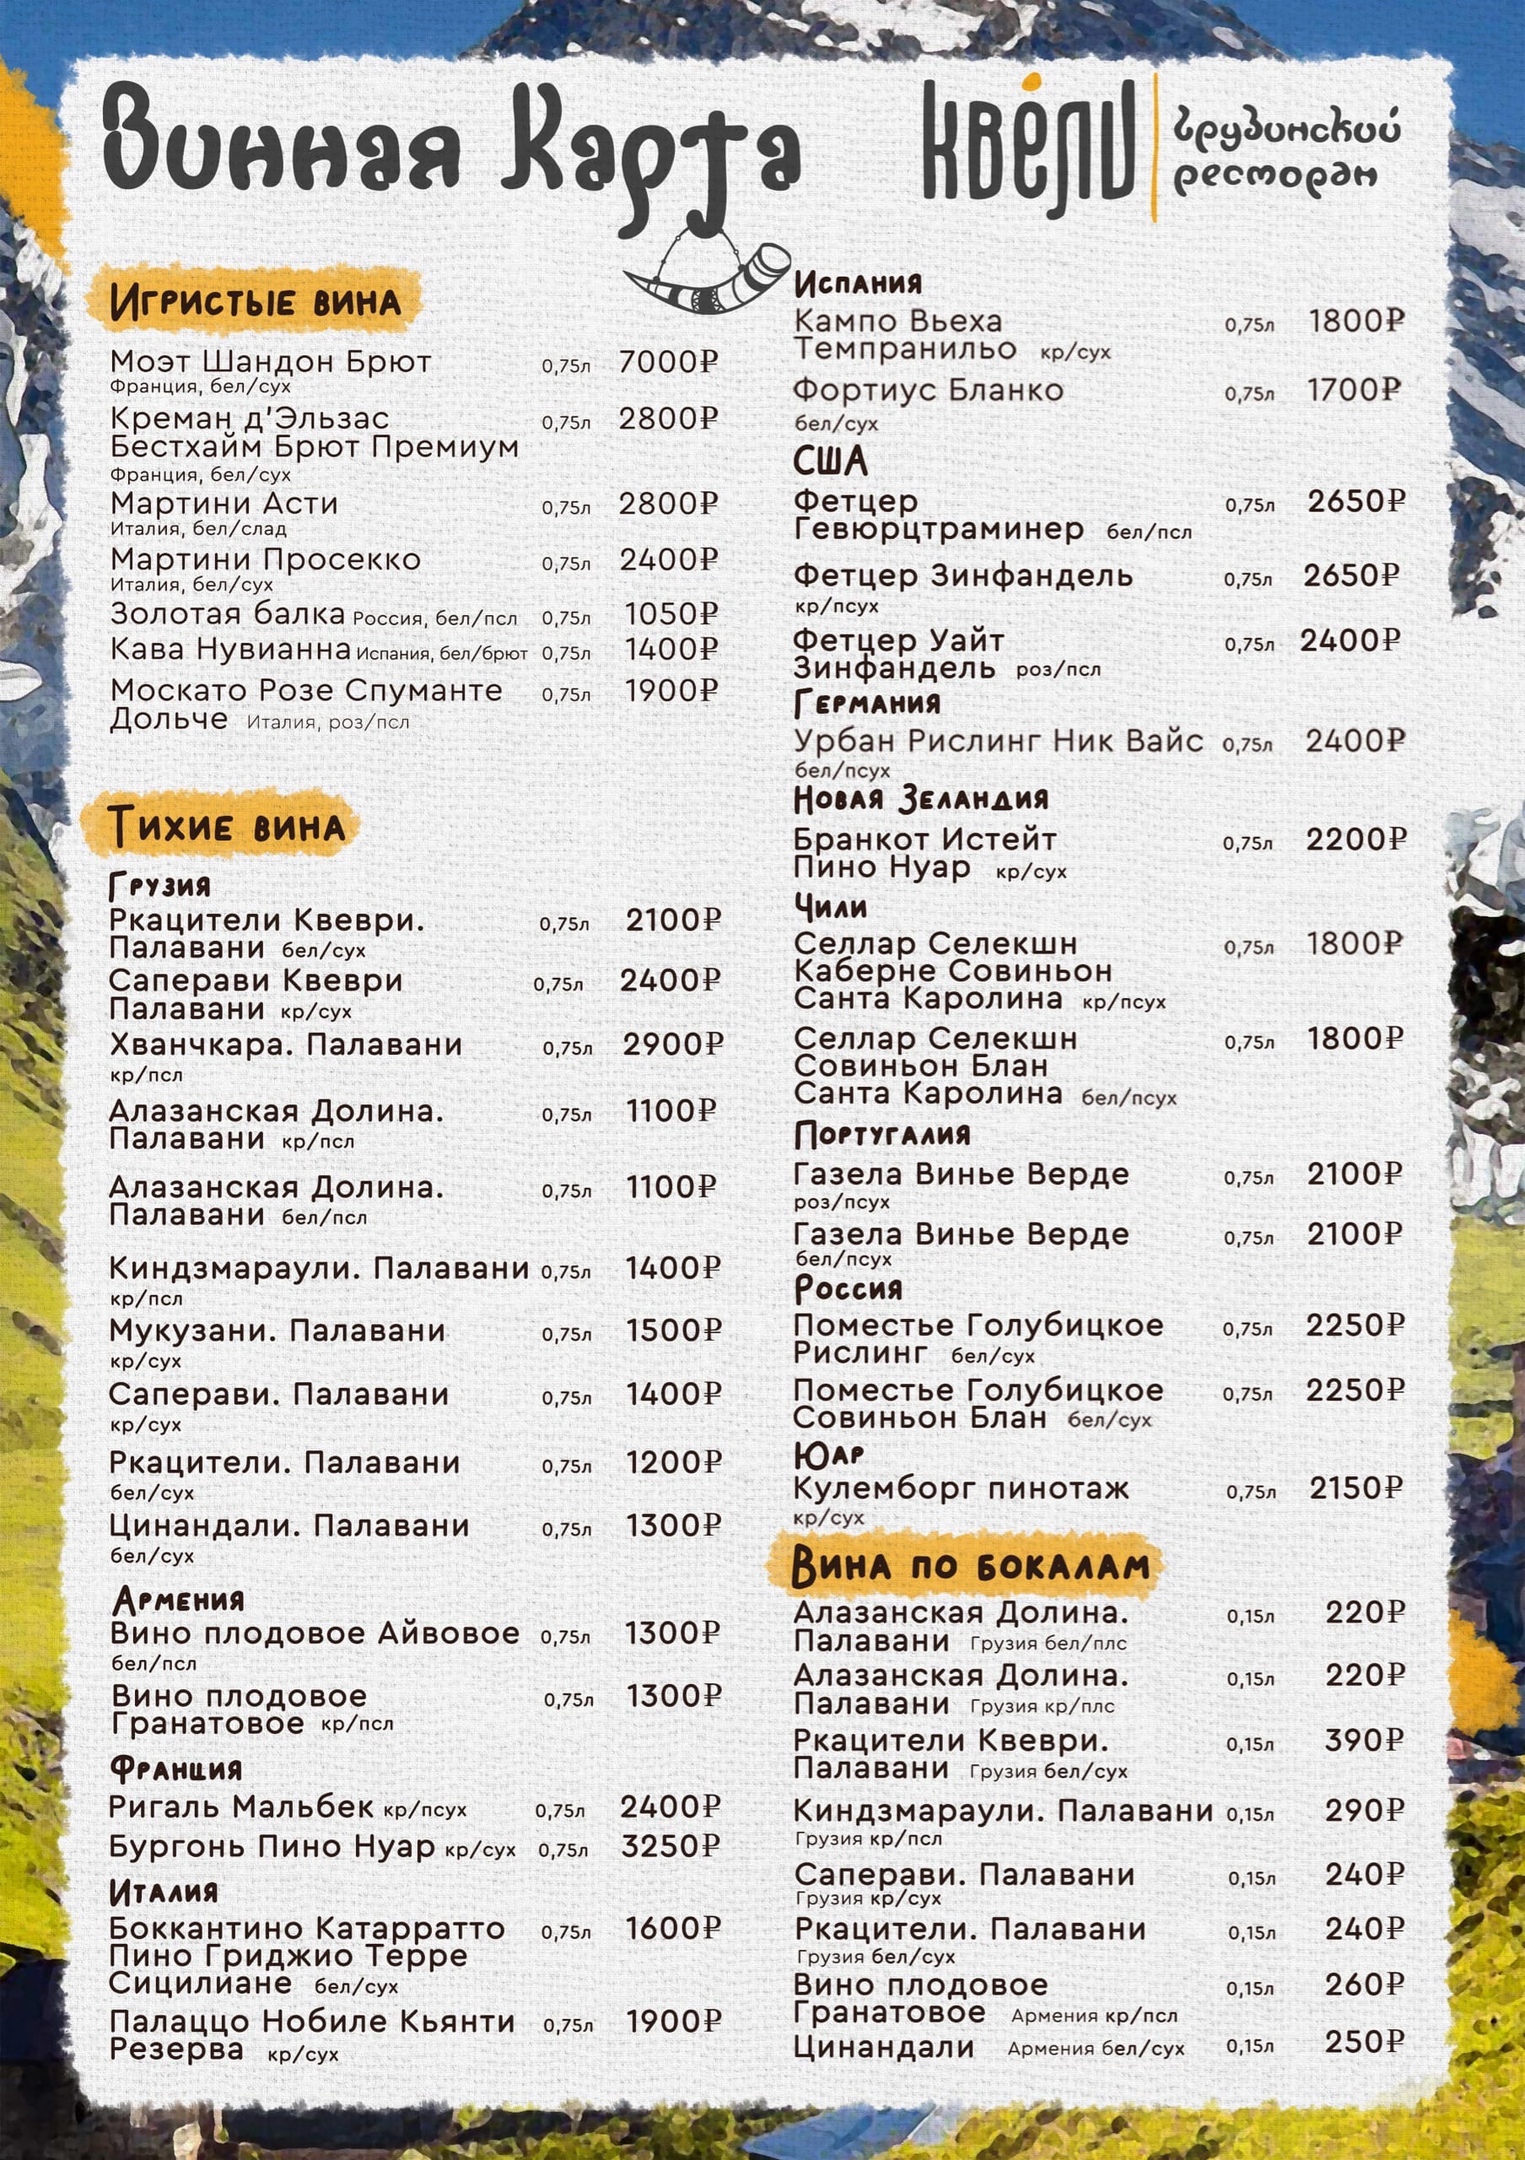 Винная Карта
квели
грузинский
ресторан
Игристые вина
Моэт Шандон Брют 0,75л 7000₽
Франция, бел/сух
Креман д'Эльзас 0,75л 2800₽
Бестхайм Брют Премиум
Франция, бел/сух
Мартини Асти 0,75л 2800₽
Италия, бел/слад
Мартини Просекко 0,75л 2400₽
Италия, бел/сух
Золотая балка Россия, бел/псл 0,75л 1050₽
Кава Нувианна Испания, бел/брют 0,75л 1400₽
Москато Розе Спуманте 0,75л 1900₽
Дольче Италия, роз/псл
Тихие вина
Грузия
Ркацители Квеври. 0,75л 2100₽
Палавани бел/сух
Саперави Квеври 0,75л 2400₽
Палавани кр/сух
Хванчкара. Палавани 0,75л 2900₽
кр/псл
Алазанская Долина. 0,75л 1100₽
Палавани кр/псл
Алазанская Долина. 0,75л 1100₽
Палавани бел/псл
Киндзмараули. Палавани 0,75л 1400₽
кр/псл
Мукузани. Палавани 0,75л 1500₽
кр/сух
Саперави. Палавани 0,75л 1400₽
кр/сух
Ркацители. Палавани 0,75л 1200₽
бел/сух
Цинандали. Палавани 0,75л 1300₽
бел/сух
Армения
Вино плодовое Айвовое 0,75л 1300₽
бел/псл
Вино плодовое 0,75л 1300₽
Гранатовое кр/псл
Франция
Ригаль Мальбек кр/псух 0,75л 2400₽
Бургонь Пино Нуар кр/сух 0,75л 3250₽
Италия
Боккантино Катарратто 0,75л 1600₽
Пино Гриджио Терре
Сицилиане бел/сух
Палаццо Нобиле Кьянти 0,75л 1900₽
Резерва кр/сух
Испания
Кампо Вьеха 0,75л 1800₽
Темпранильо кр/сух
Фортиус Бланко 0,75л 1700₽
бел/сух
США
Фетцер 0,75л 2650₽
Гевюрцтраминер бел/псл
Фетцер Зинфандель 0,75л 2650₽
кр/псух
Фетцер Уайт 0,75л 2400₽
Зинфандель роз/псл
Германия
Урбан Рислинг Ник Вайс 0,75л 2400₽
бел/псух
Новая Зеландия
Бранкот Истейт 0,75л 2200₽
Пино Нуар кр/сух
Чили
Селлар Селекшн 0,75л 1800₽
Каберне Совиньон
Санта Каролина кр/псух
Селлар Селекшн 0,75л 1800₽
Совиньон Блан
Санта Каролина бел/псух
Португалия
Газела Винье Верде 0,75л 2100₽
роз/псух
Газела Винье Верде 0,75л 2100₽
бел/псух
Россия
Поместье Голубицкое 0,75л 2250₽
Рислинг бел/сух
Поместье Голубицкое 0,75л 2250₽
Совиньон Блан бел/сух
Юар
Кулемборг пинотаж 0,75л 2150₽
кр/сух
Вина по бокалам
Алазанская Долина. 0,15л 220₽
Палавани Грузия бел/плс
Алазанская Долина. 0,15л 220₽
Палавани Грузия кр/плс
Ркацители Квеври. 0,15л 390₽
Палавани Грузия бел/сух
Киндзмараули. Палавани 0,15л 290₽
Грузия кр/псл
Саперави. Палавани 0,15л 240₽
Грузия кр/сух
Ркацители. Палавани 0,15л 240₽
Грузия бел/сух
Вино плодовое 0,15л 260₽
Гранатовое Армения кр/псл
Цинандали Армения бел/сух 0,15л 250₽